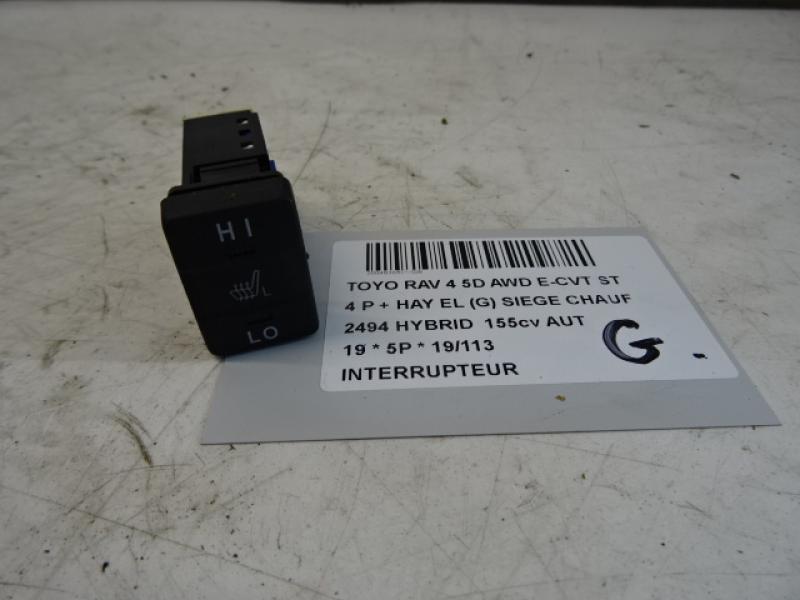 HI
L
LO
TOYO RAV 4 5D AWD E-CVT ST
4 P + HAY EL (G) SIEGE CHAUF
2494 HYBRID 155cv AUT
19 * 5P * 19/113
INTERRUPTEUR
G